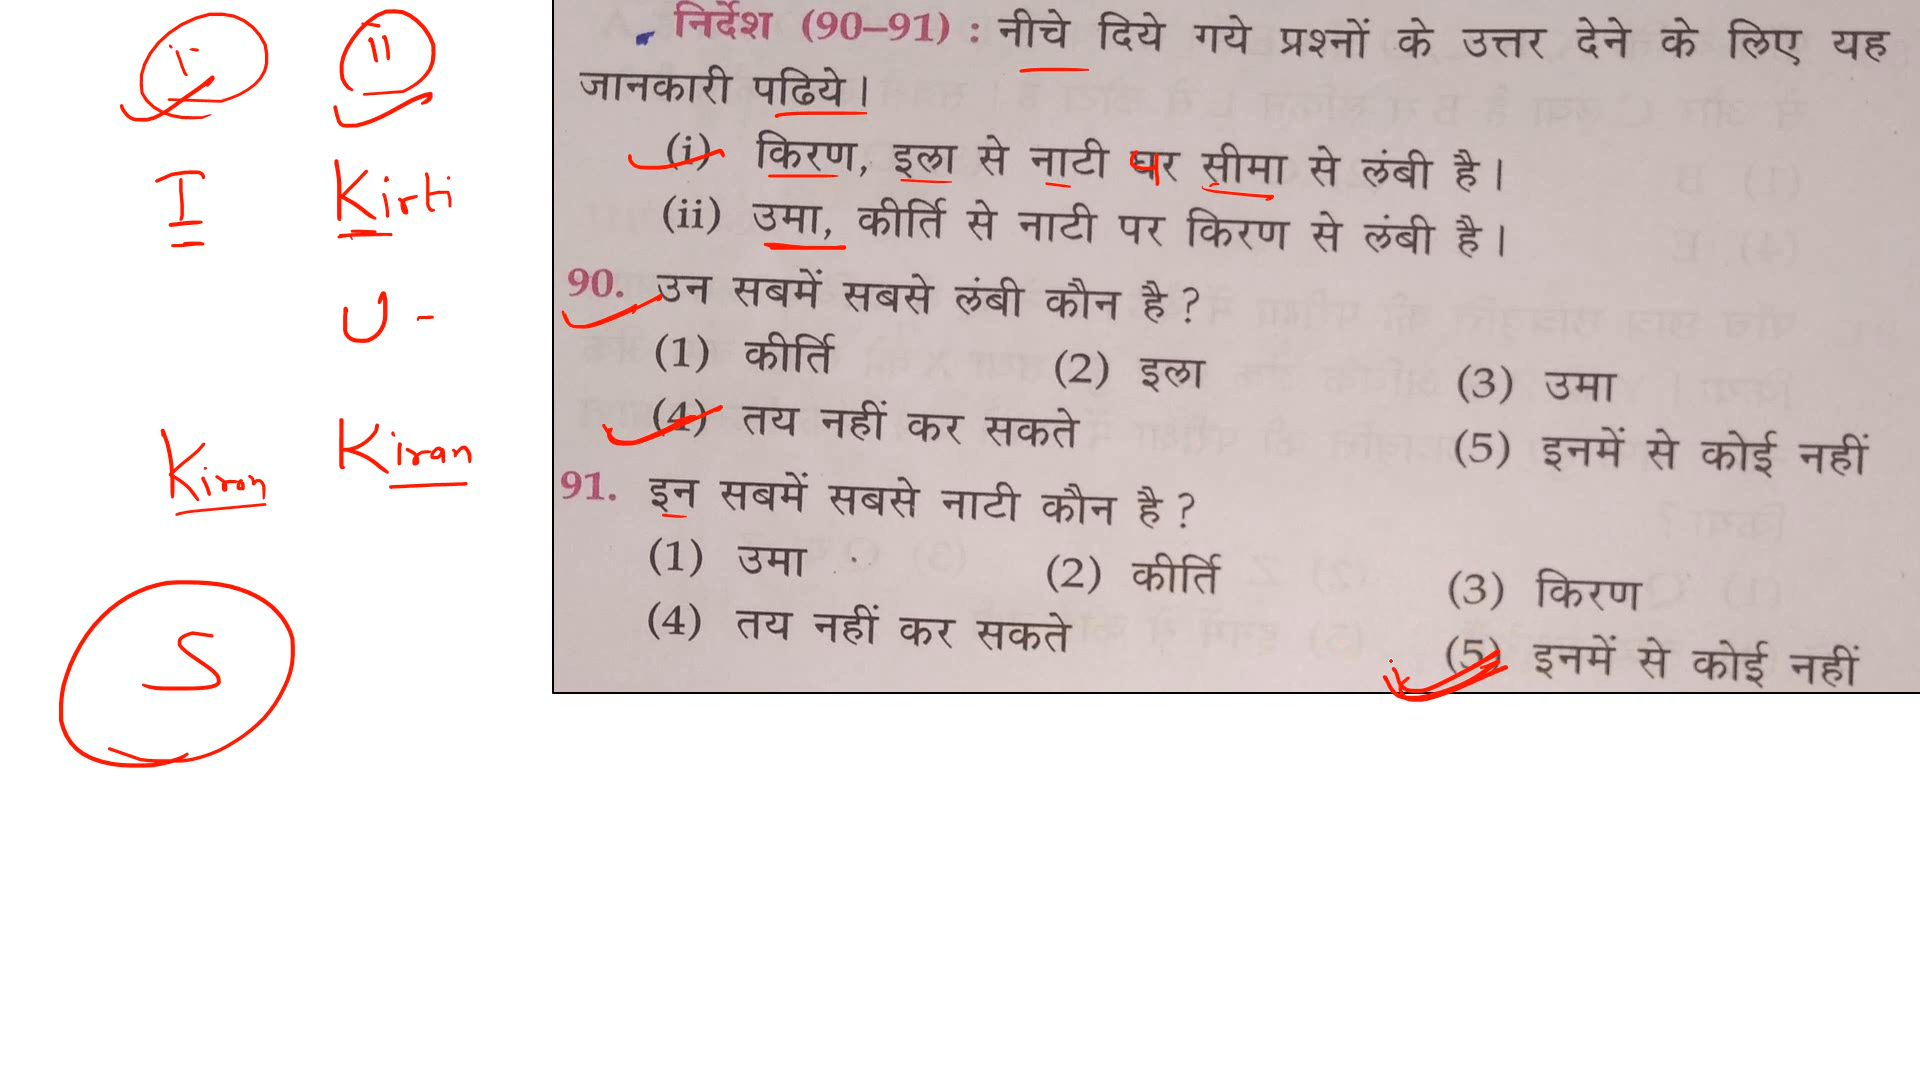 i ii
I Kirti
U -
Kiran Kiran
S
निर्देश (90–91) : नीचे दिये गये प्रश्नों के उत्तर देने के लिए यह
जानकारी पढिये।
(i) किरण, इला से नाटी पर सीमा से लंबी है।
(ii) उमा, कीर्ति से नाटी पर किरण से लंबी है।
90. उन सबमें सबसे लंबी कौन है?
(1) कीर्ति (2) इला (3) उमा
(4) तय नहीं कर सकते (5) इनमें से कोई नहीं
91. इन सबमें सबसे नाटी कौन है?
(1) उमा (2) कीर्ति (3) किरण
(4) तय नहीं कर सकते (5) इनमें से कोई नहीं